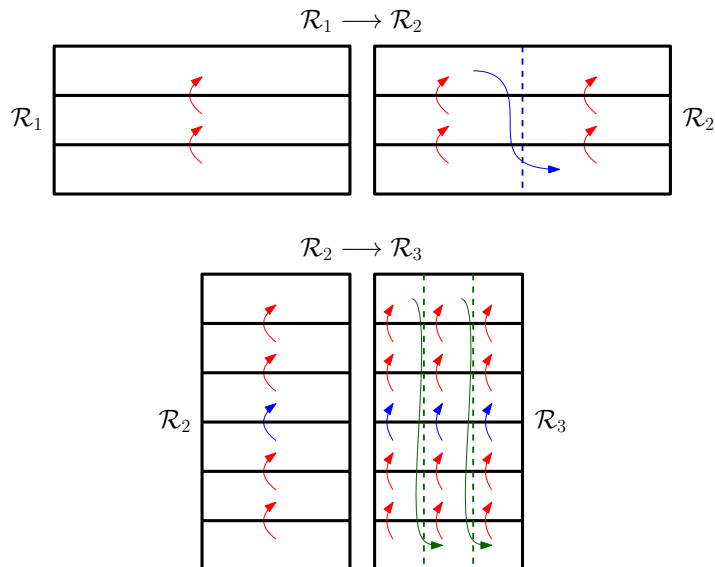 ℛ₁ ⟶ ℛ₂
ℛ₁
ℛ₂
ℛ₂ ⟶ ℛ₃
ℛ₂
ℛ₃